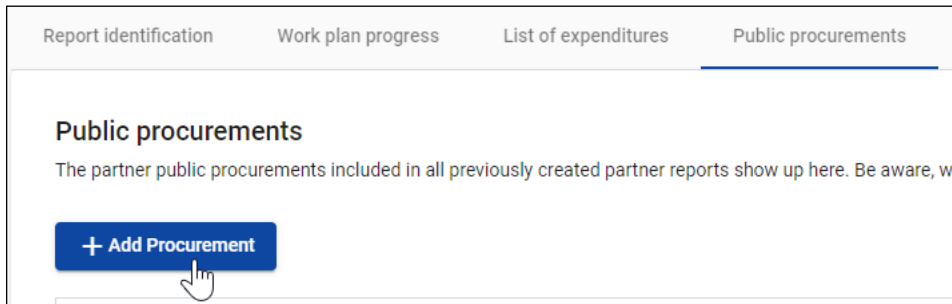 Report identification Work plan progress List of expenditures Public procurements
Public procurements
The partner public procurements included in all previously created partner reports show up here. Be aware, w
+ Add Procurement